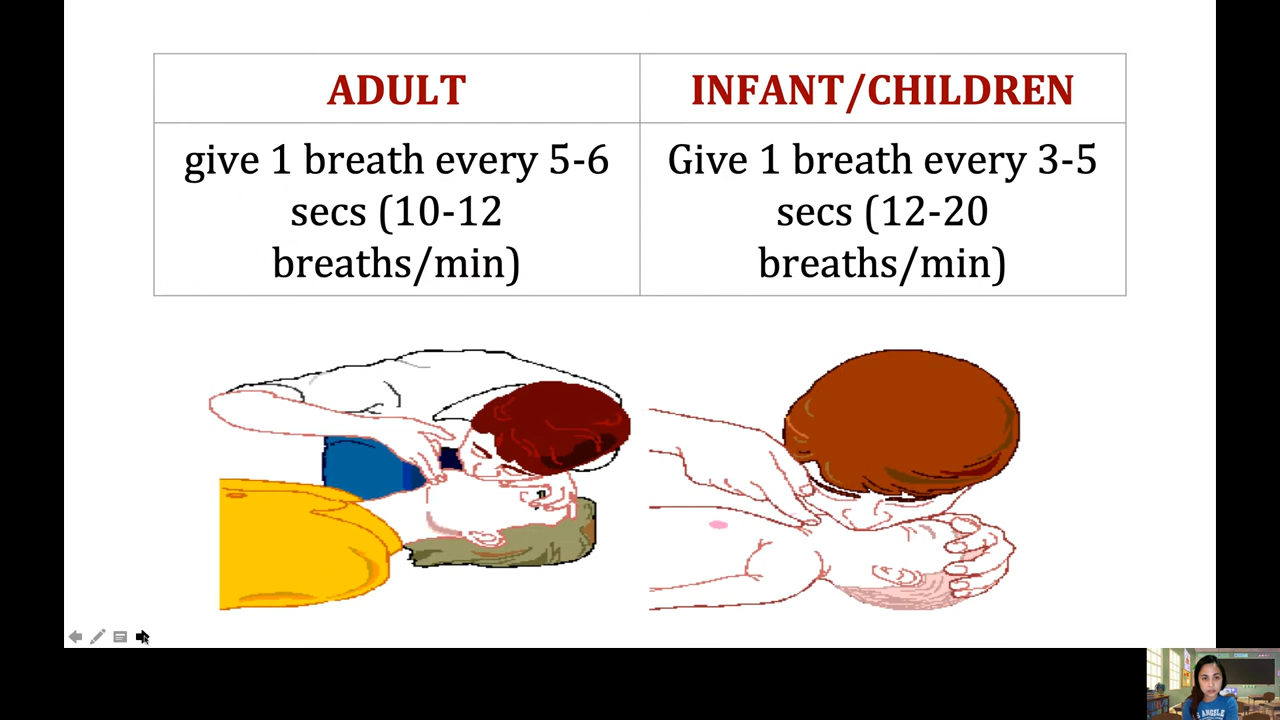 ADULT
INFANT/CHILDREN
give 1 breath every 5-6
secs (10-12
breaths/min)
Give 1 breath every 3-5
secs (12-20
breaths/min)